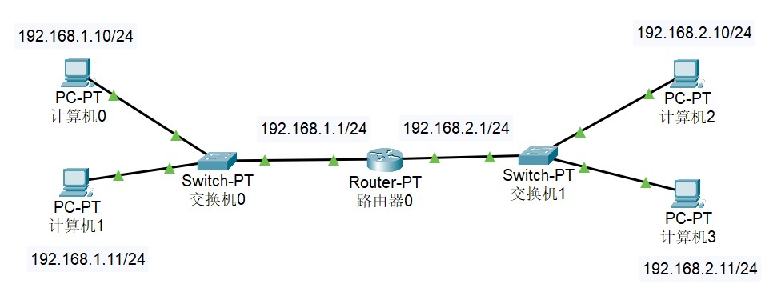 192.168.1.10/24
192.168.2.10/24
PC-PT
计算机0
PC-PT
计算机2
192.168.1.1/24
192.168.2.1/24
Switch-PT
交换机0
Router-PT
路由器0
Switch-PT
交换机1
PC-PT
计算机1
PC-PT
计算机3
192.168.1.11/24
192.168.2.11/24